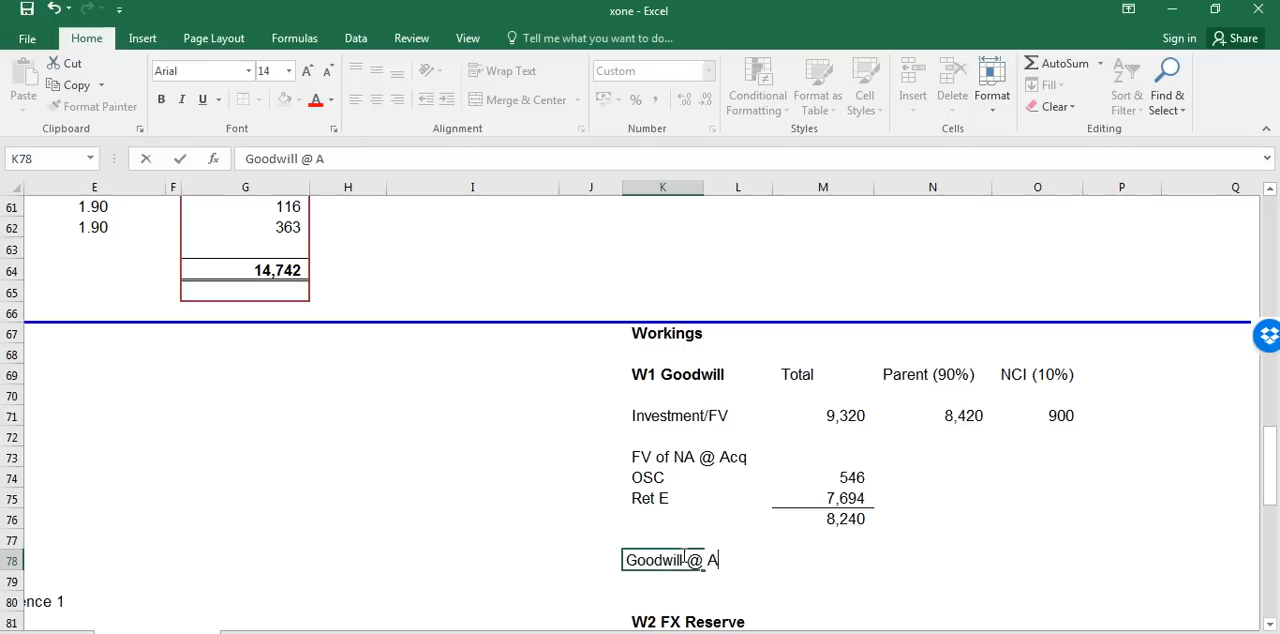 xone - Excel
File Home Insert Page Layout Formulas Data Review View Tell me what you want to do... Sign in Share
Paste Cut Copy Format Painter
Clipboard
Arial 14 A A
B I U A
Font
Wrap Text
Merge & Center
Alignment
Custom
%
Number
Conditional Formatting
Format as Table
Cell Styles
Styles
Insert Delete Format
Cells
AutoSum
Fill
Clear
Sort & Filter
Find & Select
Editing
K78 fx Goodwill @ A
E F G H I J K L M N O P Q
61 1.90 116
62 1.90 363
63
64 14,742
65
66
67 Workings
68
69 W1 Goodwill Total Parent (90%) NCI (10%)
70
71 Investment/FV 9,320 8,420 900
72
73 FV of NA @ Acq
74 OSC 546
75 Ret E 7,694
76 8,240
77
78 Goodwill @ A
79
80 ence 1
81 W2 FX Reserve